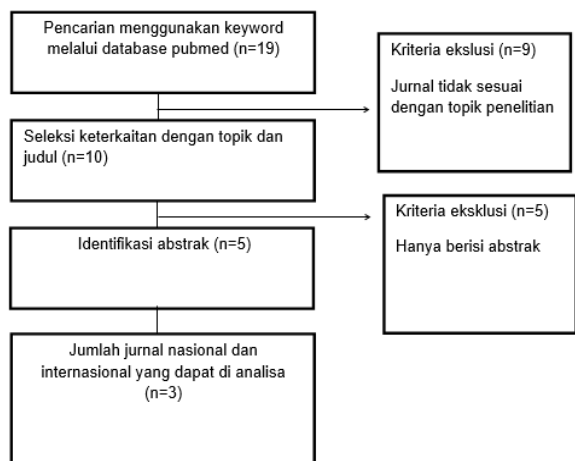 Pencarian menggunakan keyword
melalui database pubmed (n=19)
Kriteria ekslusi (n=9)
Jurnal tidak sesuai
dengan topik penelitian
Seleksi keterkaitan dengan topik dan
judul (n=10)
Kriteria eksklusi (n=5)
Hanya berisi abstrak
Identifikasi abstrak (n=5)
Jumlah jurnal nasional dan
internasional yang dapat di analisa
(n=3)